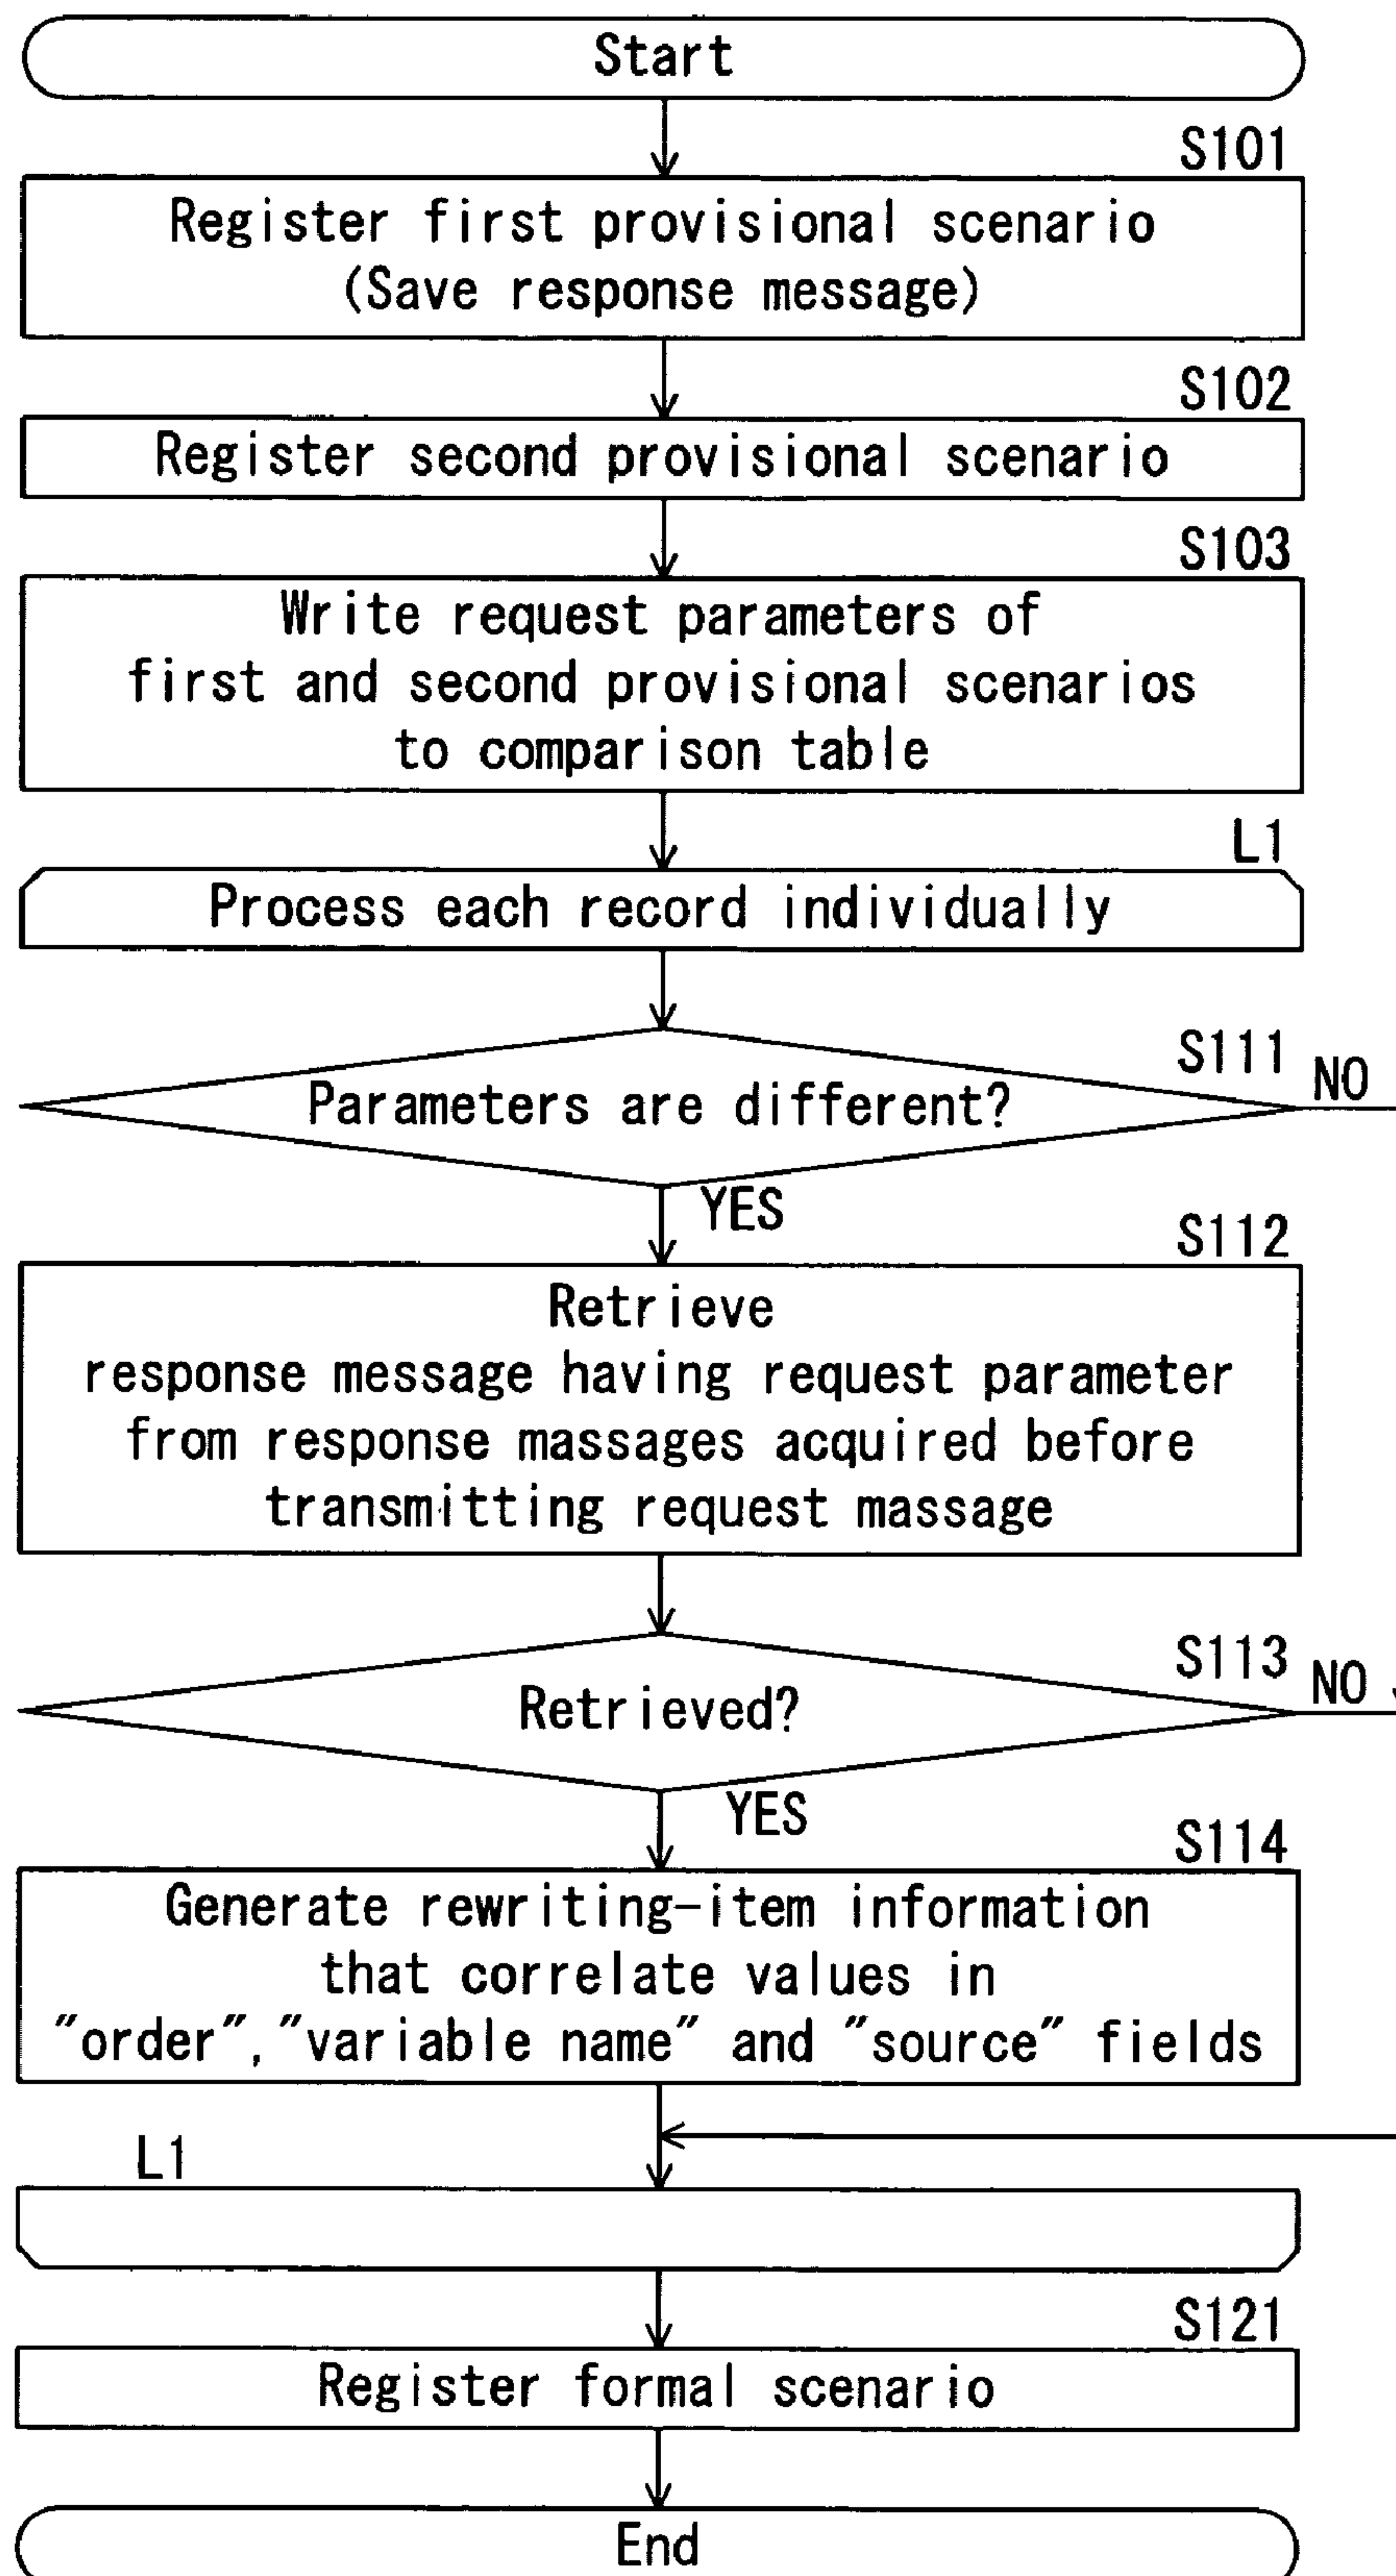 Start
S101
Register first provisional scenario
(Save response message)
S102
Register second provisional scenario
S103
Write request parameters of
first and second provisional scenarios
to comparison table
L1
Process each record individually
S111
NO
Parameters are different?
YES
S112
Retrieve
response message having request parameter
from response massages acquired before
transmitting request massage
S113
NO
Retrieved?
YES
S114
Generate rewriting-item information
that correlate values in
"order", "variable name" and "source" fields
L1
S121
Register formal scenario
End